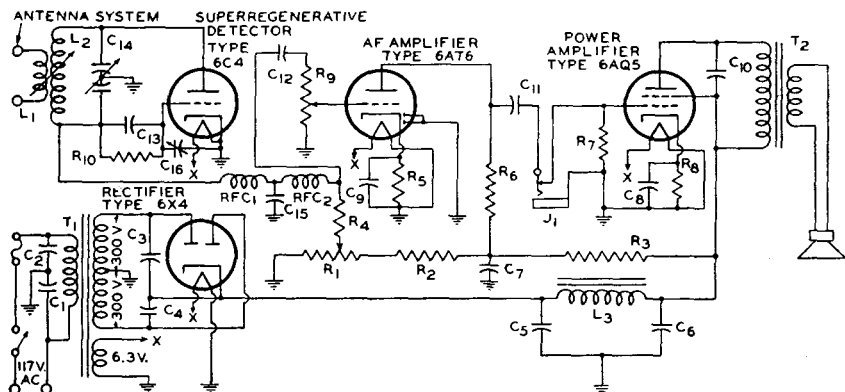 ANTENNA SYSTEM
SUPERREGENERATIVE
DETECTOR
TYPE
6C4
AF AMPLIFIER
TYPE 6AT6
POWER
AMPLIFIER
TYPE 6AQ5
L2
C14
L1
C12
R9
C11
C10
T2
C13
R10
C16
X
RFC1
RFC2
C15
R4
X
C9
R5
R6
R7
J1
X
C8
R8
RECTIFIER
TYPE 6X4
T1
C2
C1
300V
300V
C3
C4
X
R1
R2
C7
R3
L3
C5
C6
X
6.3V.
117V.
AC